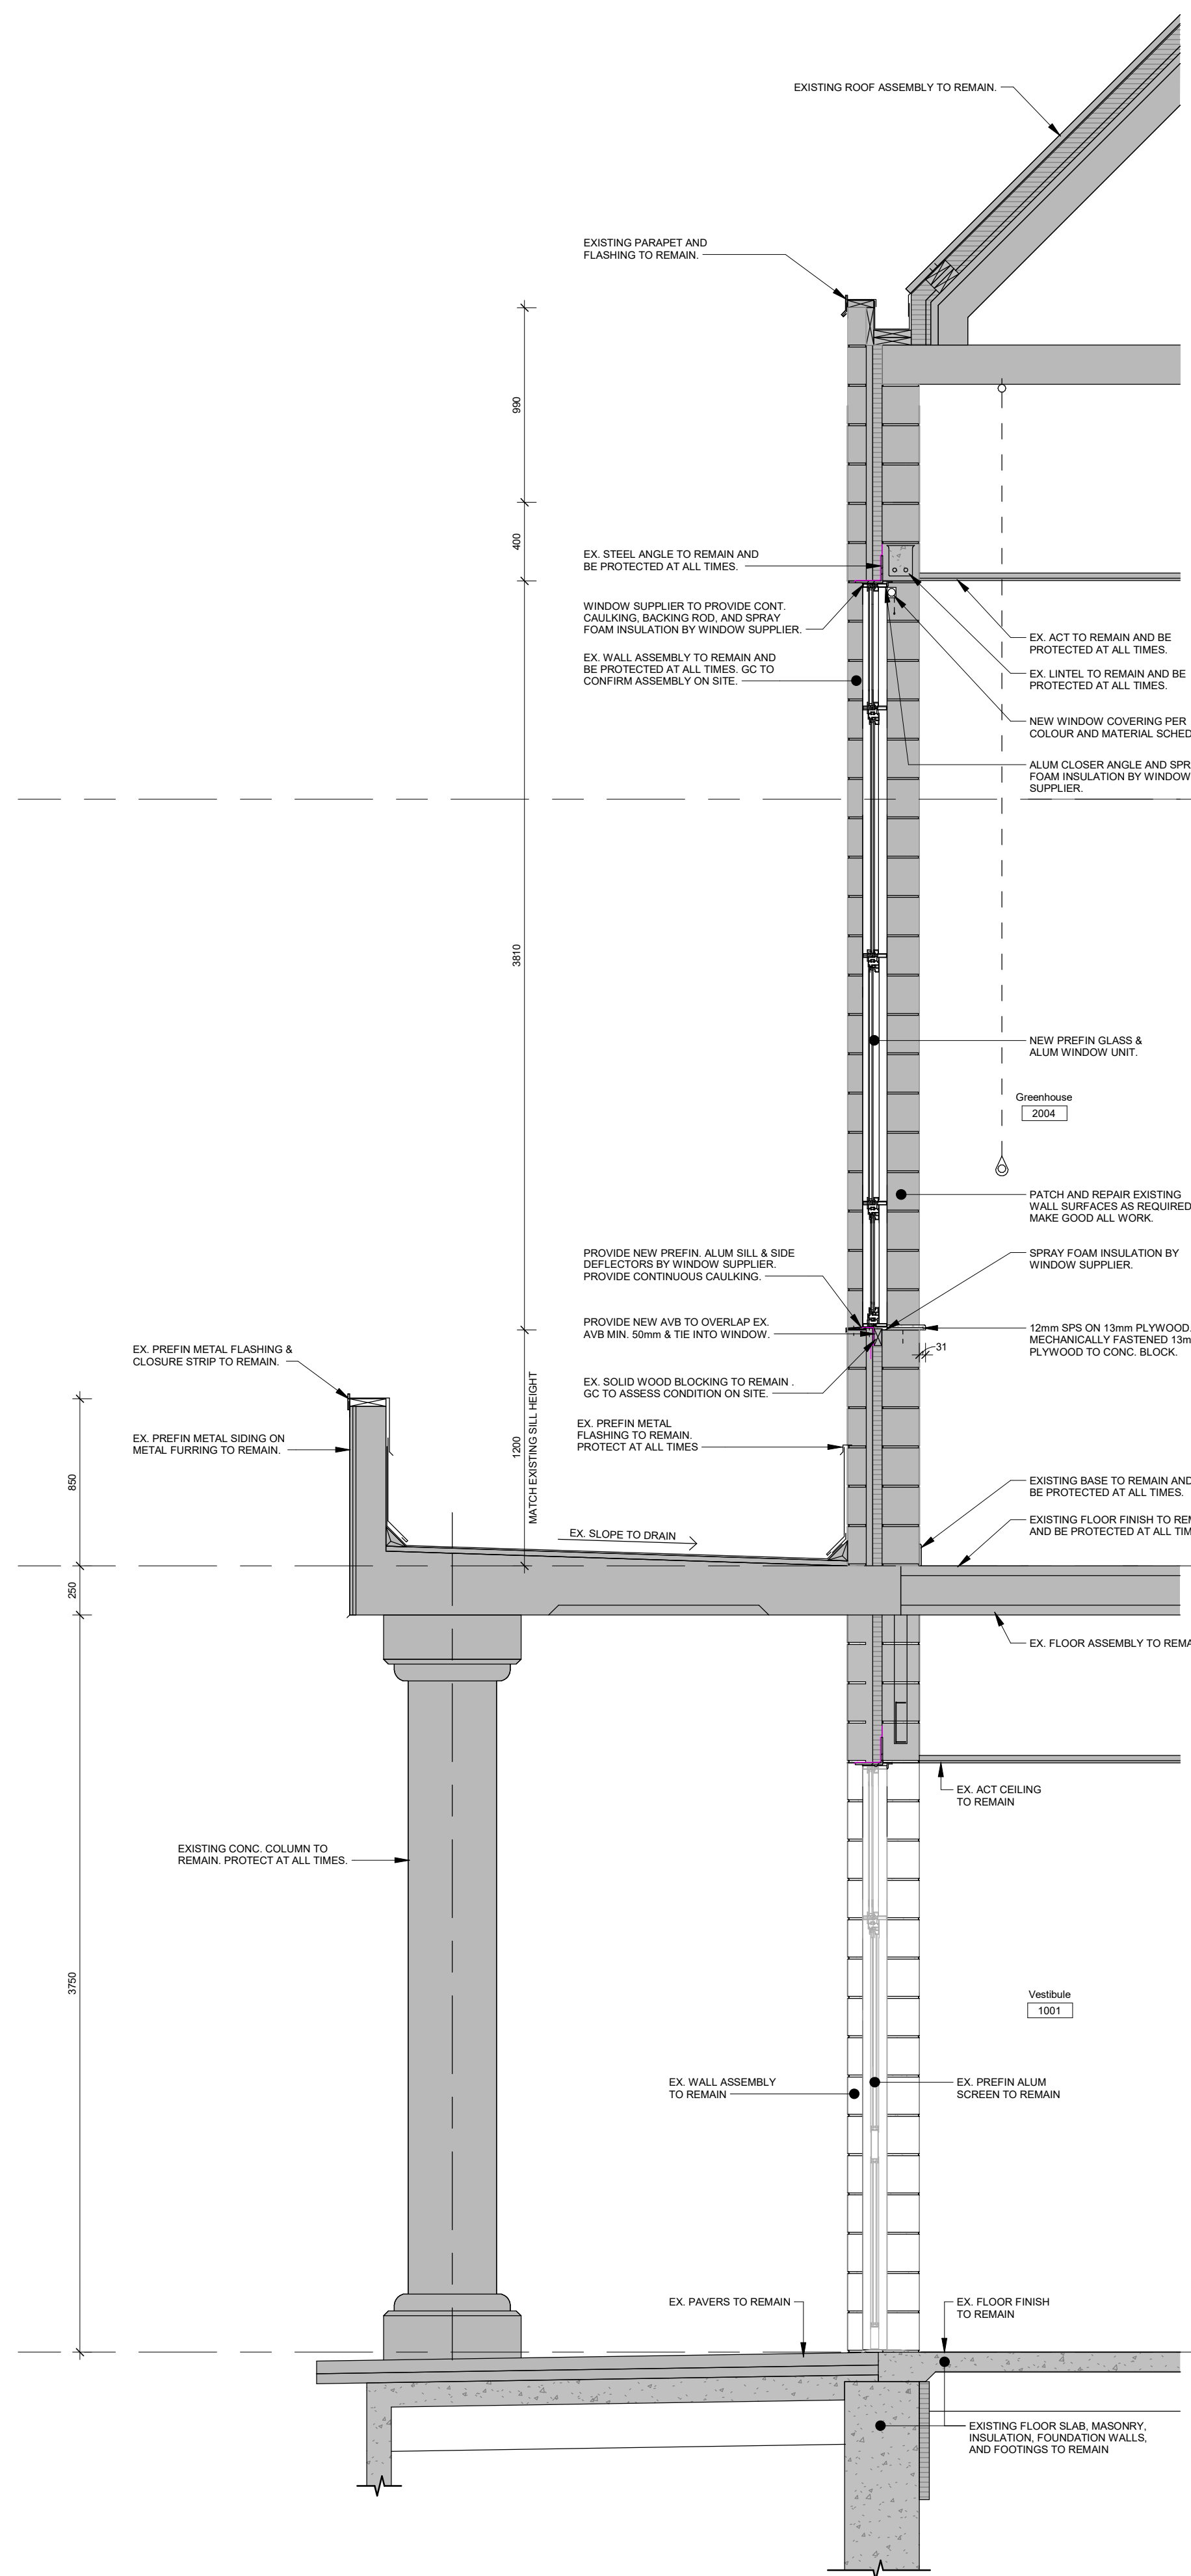 EXISTING ROOF ASSEMBLY TO REMAIN.
EXISTING PARAPET AND
FLASHING TO REMAIN.
990
400
EX. STEEL ANGLE TO REMAIN AND
BE PROTECTED AT ALL TIMES.
WINDOW SUPPLIER TO PROVIDE CONT.
CAULKING, BACKING ROD, AND SPRAY
FOAM INSULATION BY WINDOW SUPPLIER.
EX. WALL ASSEMBLY TO REMAIN AND
BE PROTECTED AT ALL TIMES. GC TO
CONFIRM ASSEMBLY ON SITE.
EX. ACT TO REMAIN AND BE
PROTECTED AT ALL TIMES.
EX. LINTEL TO REMAIN AND BE
PROTECTED AT ALL TIMES.
NEW WINDOW COVERING PER
COLOUR AND MATERIAL SCHED
ALUM CLOSER ANGLE AND SPR
FOAM INSULATION BY WINDOW
SUPPLIER.
3810
NEW PREFIN GLASS &
ALUM WINDOW UNIT.
Greenhouse
2004
PATCH AND REPAIR EXISTING
WALL SURFACES AS REQUIRED
MAKE GOOD ALL WORK.
PROVIDE NEW PREFIN. ALUM SILL & SIDE
DEFLECTORS BY WINDOW SUPPLIER.
PROVIDE CONTINUOUS CAULKING.
SPRAY FOAM INSULATION BY
WINDOW SUPPLIER.
PROVIDE NEW AVB TO OVERLAP EX.
AVB MIN. 50mm & TIE INTO WINDOW.
12mm SPS ON 13mm PLYWOOD.
MECHANICALLY FASTENED 13m
PLYWOOD TO CONC. BLOCK.
31
EX. PREFIN METAL FLASHING &
CLOSURE STRIP TO REMAIN.
EX. SOLID WOOD BLOCKING TO REMAIN .
GC TO ASSESS CONDITION ON SITE.
EX. PREFIN METAL
FLASHING TO REMAIN.
PROTECT AT ALL TIMES
EX. PREFIN METAL SIDING ON
METAL FURRING TO REMAIN.
1200
MATCH EXISTING SILL HEIGHT
850
EXISTING BASE TO REMAIN AND
BE PROTECTED AT ALL TIMES.
EX. SLOPE TO DRAIN
EXISTING FLOOR FINISH TO REM
AND BE PROTECTED AT ALL TIM
250
EX. FLOOR ASSEMBLY TO REMA
EX. ACT CEILING
TO REMAIN
EXISTING CONC. COLUMN TO
REMAIN. PROTECT AT ALL TIMES.
3750
Vestibule
1001
EX. WALL ASSEMBLY
TO REMAIN
EX. PREFIN ALUM
SCREEN TO REMAIN
EX. PAVERS TO REMAIN
EX. FLOOR FINISH
TO REMAIN
EXISTING FLOOR SLAB, MASONRY,
INSULATION, FOUNDATION WALLS,
AND FOOTINGS TO REMAIN